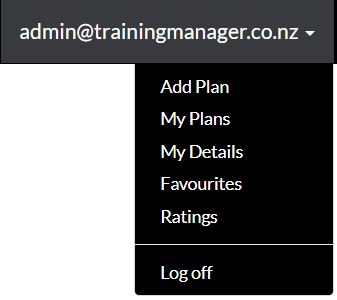 admin@trainingmanager.co.nz
Add Plan
My Plans
My Details
Favourites
Ratings
Log off